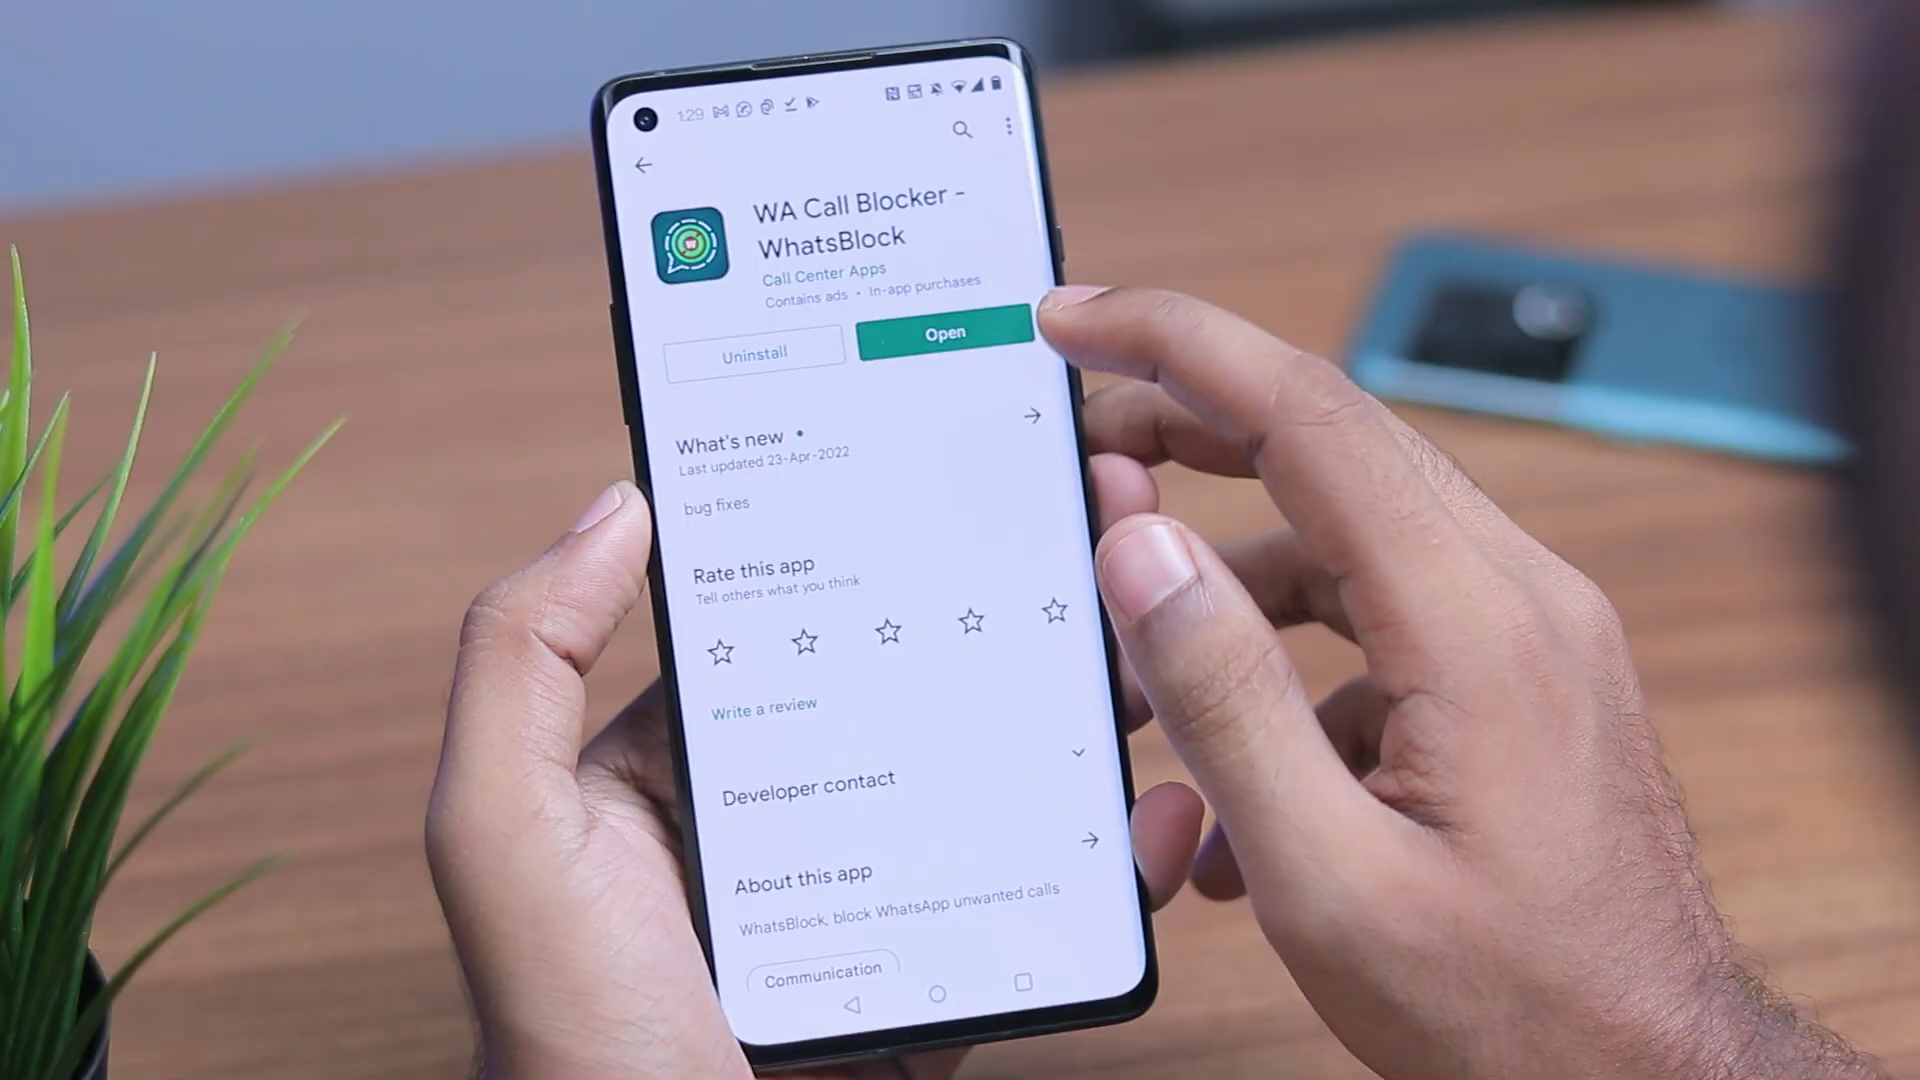 1:29
WA Call Blocker -
WhatsBlock
Call Center Apps
Contains ads • In-app purchases
Uninstall
Open
What's new •
Last updated 23-Apr-2022
bug fixes
Rate this app
Tell others what you think
Write a review
Developer contact
About this app
WhatsBlock, block WhatsApp unwanted calls
Communication